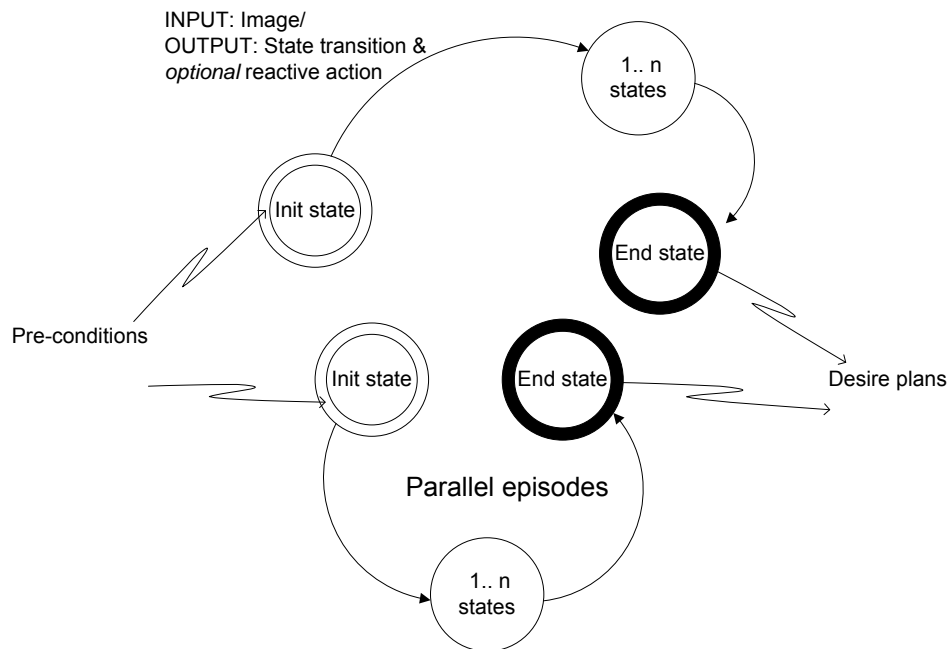 INPUT: Image/
OUTPUT: State transition &
optional reactive action
1.. n
states
Init state
End state
Pre-conditions
Init state
End state
Desire plans
Parallel episodes
1.. n
states